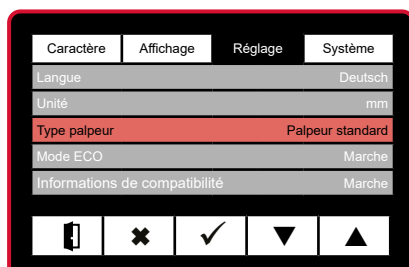 Caractère Affichage Réglage Système
Langue Deutsch
Unité mm
Type palpeur Palpeur standard
Mode ECO Marche
Informations de compatibilité Marche